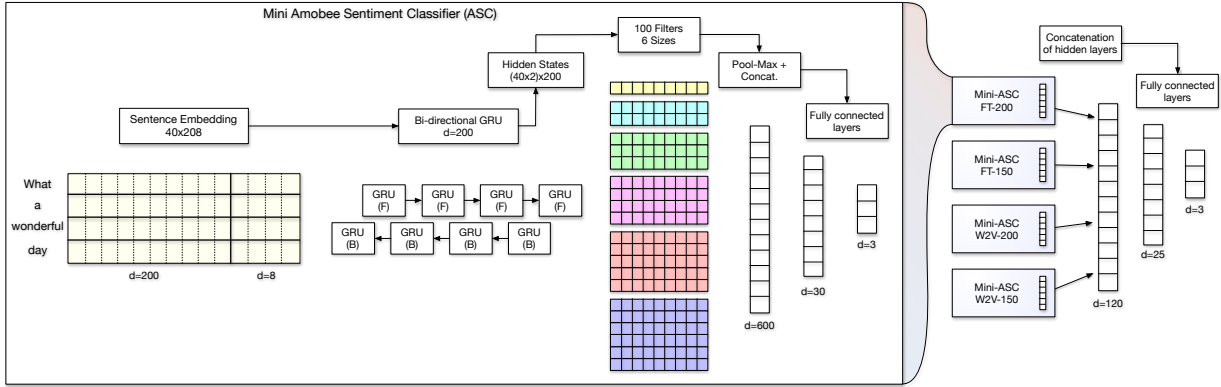 Mini Amobee Sentiment Classifier (ASC)
Sentence Embedding
40x208
Bi-directional GRU
d=200
Hidden States
(40x2)x200
100 Filters
6 Sizes
Pool-Max +
Concat.
Fully connected
layers
What
a
wonderful
day
d=200
d=8
GRU
(F)
GRU
(F)
GRU
(F)
GRU
(F)
GRU
(B)
GRU
(B)
GRU
(B)
GRU
(B)
d=600
d=30
d=3
Mini-ASC
FT-200
Mini-ASC
FT-150
Mini-ASC
W2V-200
Mini-ASC
W2V-150
Concatenation
of hidden layers
Fully connected
layers
d=120
d=25
d=3